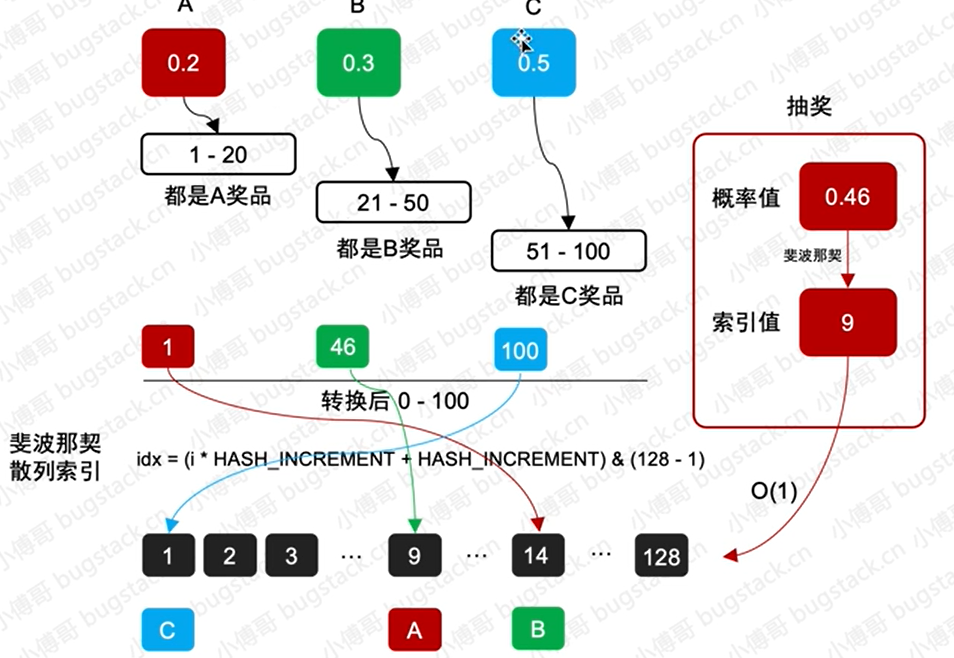 A B C
0.2 0.3 0.5
1 - 20
都是A奖品
21 - 50
都是B奖品
51 - 100
都是C奖品
抽奖
概率值 0.46
斐波那契
索引值 9
1 46 100
转换后 0 - 100
斐波那契
散列索引
idx = (i * HASH_INCREMENT + HASH_INCREMENT) & (128 - 1)
O(1)
1 2 3 ... 9 ... 14 ... 128
C A B
小傅哥 bugstack.cn